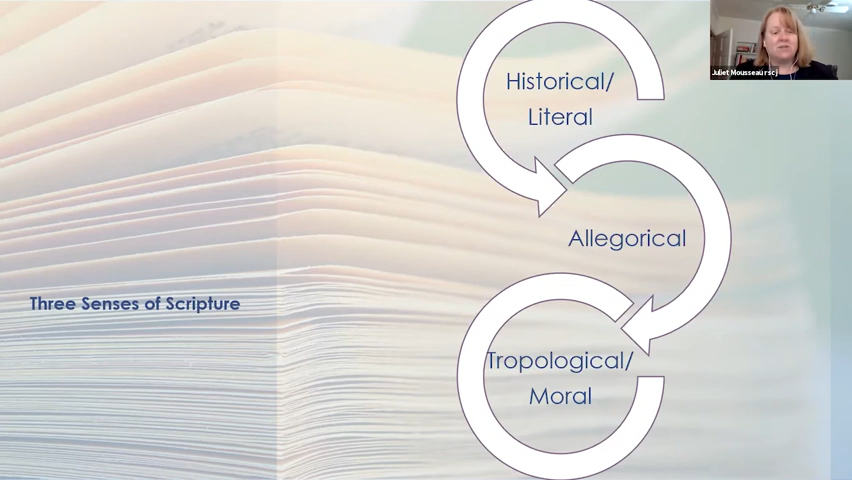 Three Senses of Scripture
Historical/
Literal
Allegorical
Tropological/
Moral
Juliet Mousseau rscj